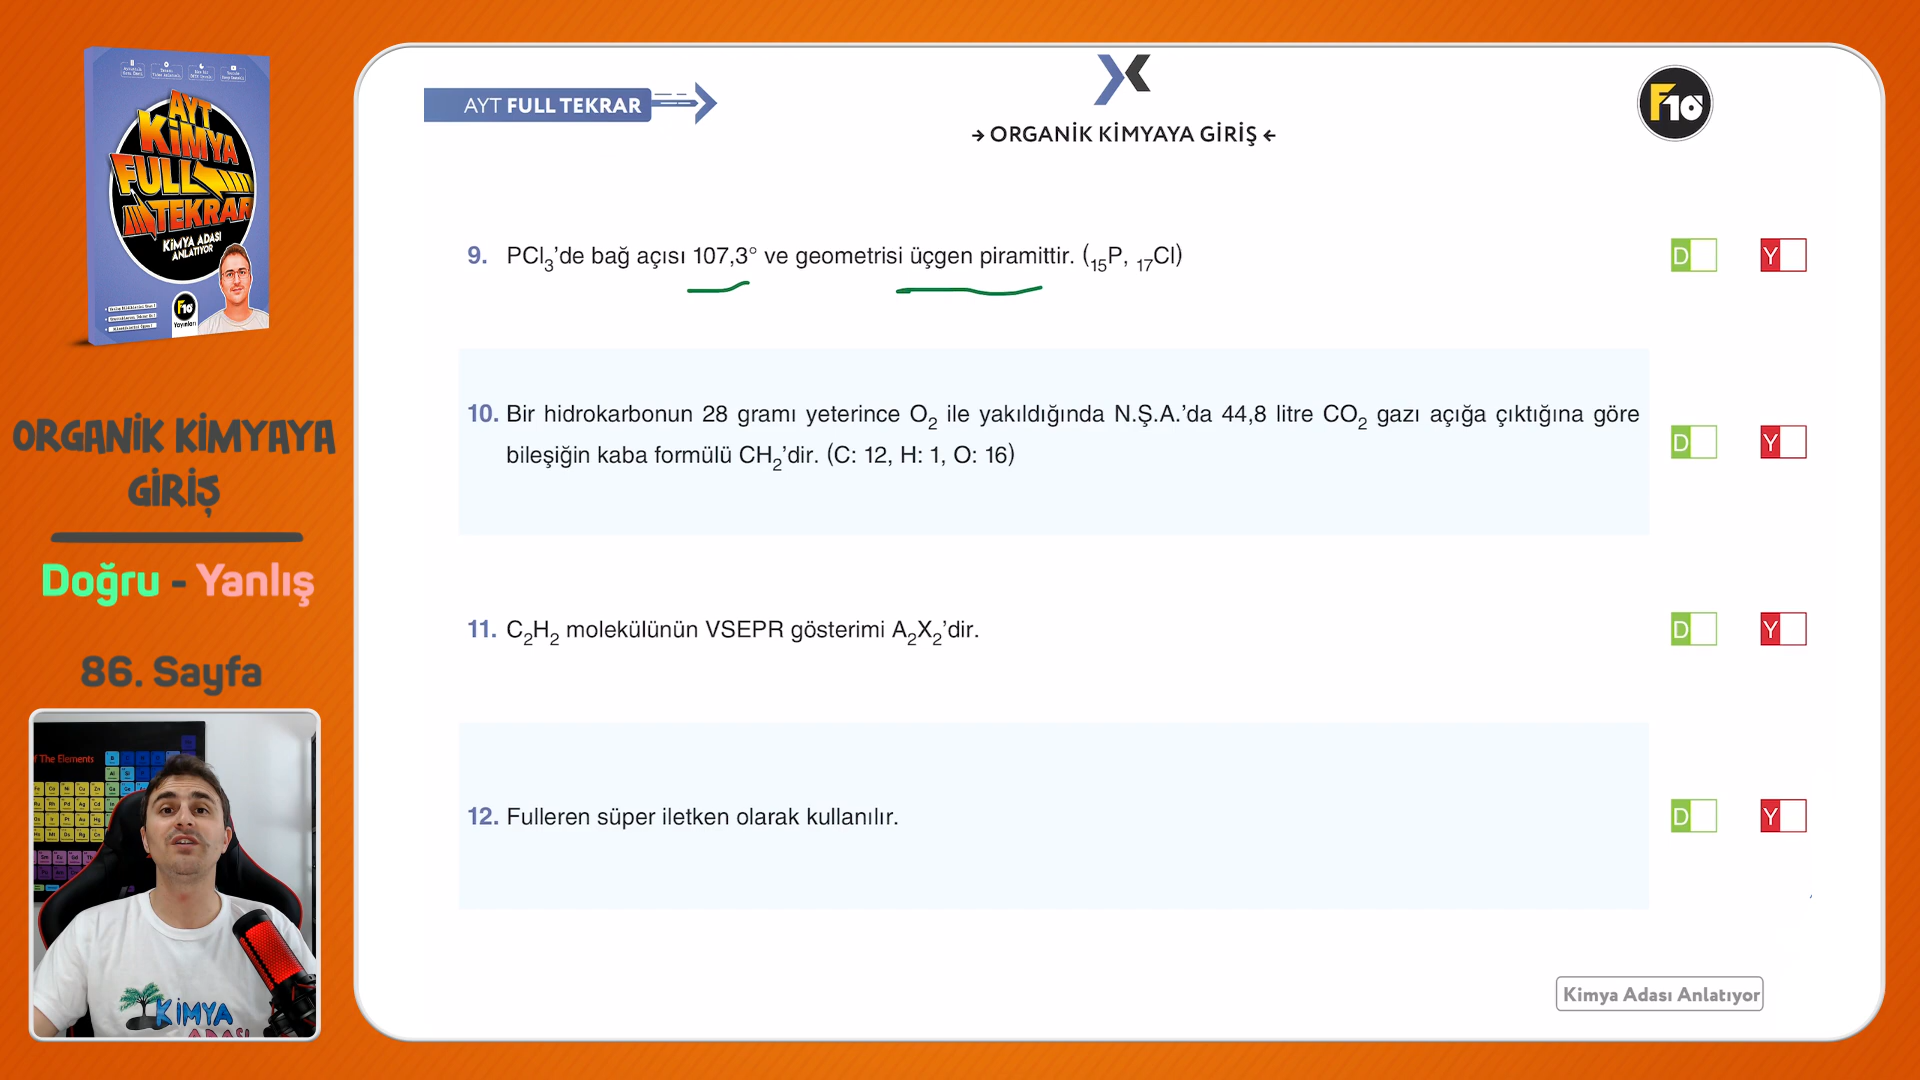 AYT
KİMYA
FULL
TEKRAR
KİMYA ADASI
ANLATIYOR
F10
Yayınları
AYT FULL TEKRAR
→ ORGANİK KİMYAYA GİRİŞ ←
F10
9. PCl₃'de bağ açısı 107,3° ve geometrisi üçgen piramittir. (₁₅P, ₁₇Cl)
D Y
10. Bir hidrokarbonun 28 gramı yeterince O₂ ile yakıldığında N.Ş.A.'da 44,8 litre CO₂ gazı açığa çıktığına göre
bileşiğin kaba formülü CH₂'dir. (C: 12, H: 1, O: 16)
D Y
11. C₂H₂ molekülünün VSEPR gösterimi A₂X₂'dir.
D Y
12. Fulleren süper iletken olarak kullanılır.
D Y
Kimya Adası Anlatıyor
ORGANİK KİMYAYA
GİRİŞ
Doğru - Yanlış
86. Sayfa
The Elements
KİMYA
ADASI